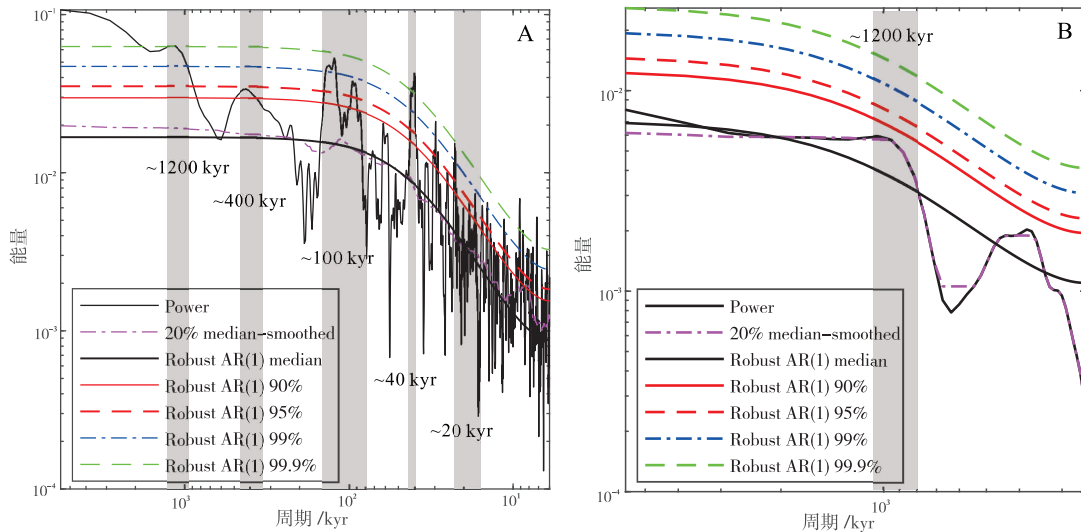 A
10⁻¹
10⁻²
10⁻³
10⁻⁴
能量
~1200 kyr
~400 kyr
~100 kyr
~40 kyr
~20 kyr
Power
20% median-smoothed
Robust AR(1) median
Robust AR(1) 90%
Robust AR(1) 95%
Robust AR(1) 99%
Robust AR(1) 99.9%
10³
10²
10¹
周期 /kyr
B
~1200 kyr
10⁻²
10⁻³
10⁻⁴
能量
Power
20% median-smoothed
Robust AR(1) median
Robust AR(1) 90%
Robust AR(1) 95%
Robust AR(1) 99%
Robust AR(1) 99.9%
10³
周期 /kyr